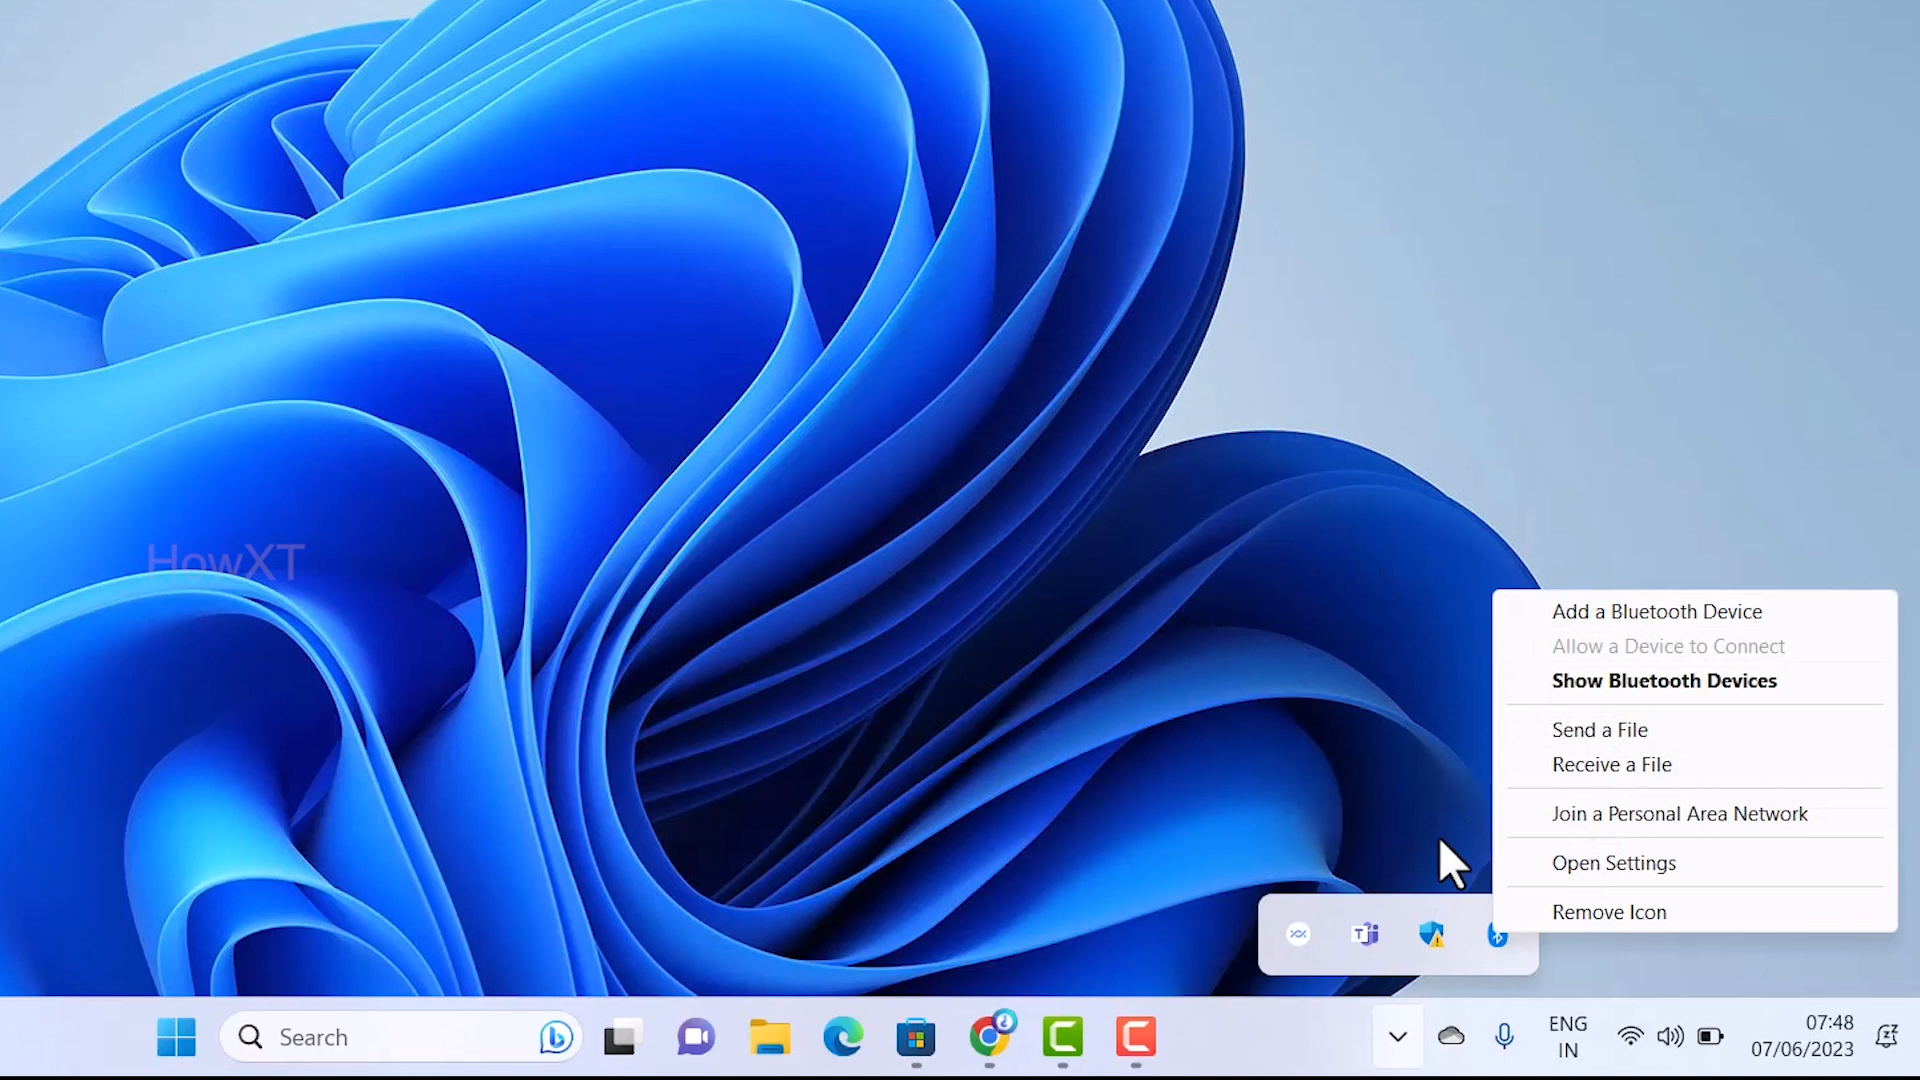 HowXT
Add a Bluetooth Device
Allow a Device to Connect
Show Bluetooth Devices
Send a File
Receive a File
Join a Personal Area Network
Open Settings
Remove Icon
Search
ENG
IN
07:48
07/06/2023